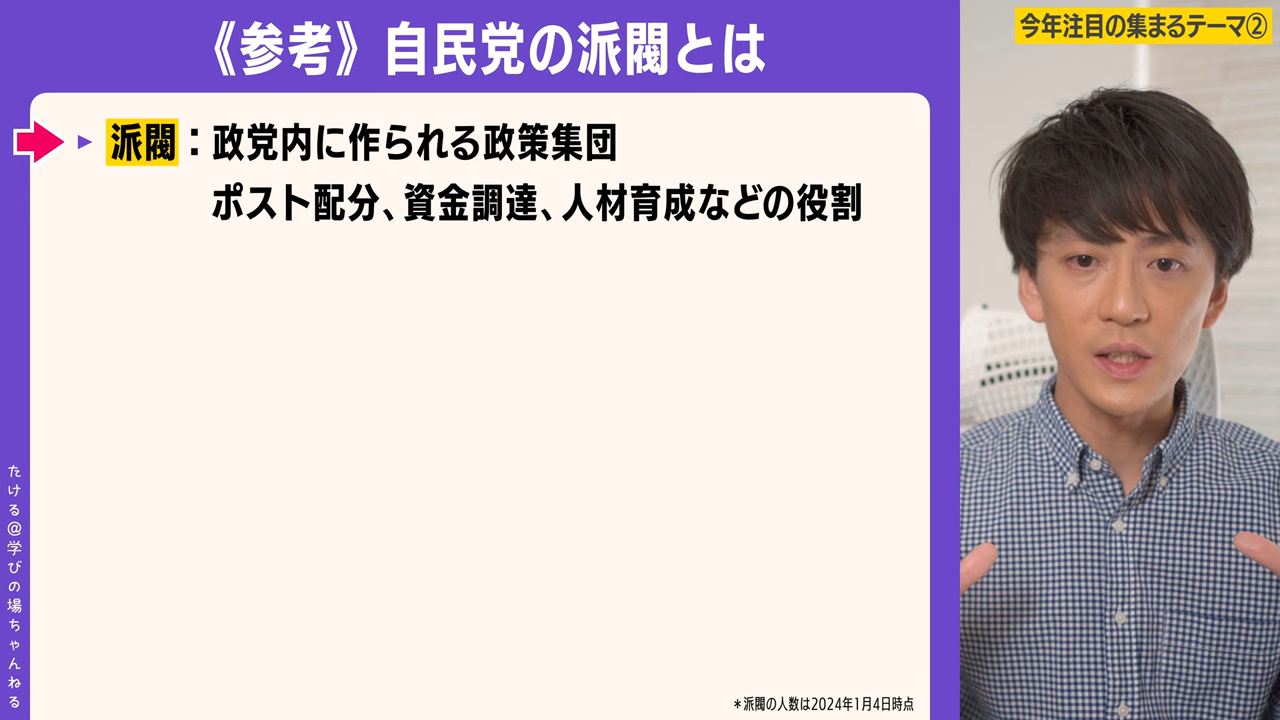 《参考》自民党の派閥とは
今年注目の集まるテーマ②
派閥：政党内に作られる政策集団
ポスト配分、資金調達、人材育成などの役割
たける@学びの場ちゃんねる
＊派閥の人数は2024年1月4日時点